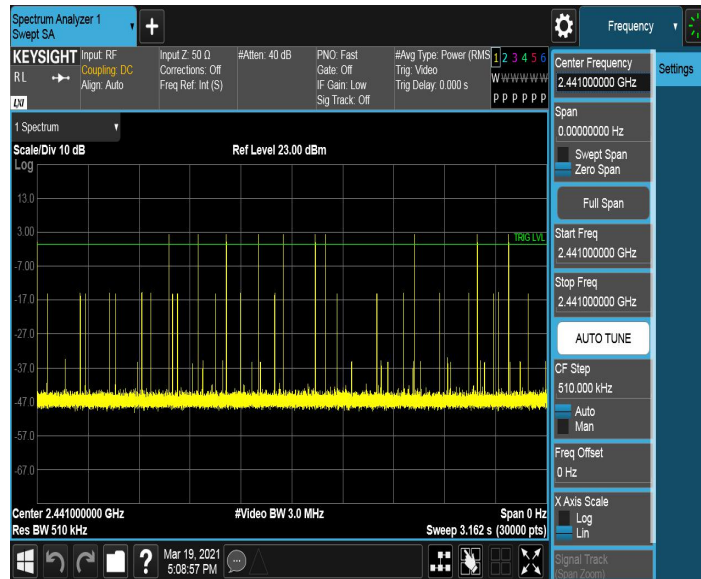 Spectrum Analyzer 1
Swept SA
+
Frequency
KEYSIGHT
Input: RF
Input Z: 50 Ω
#Atten: 40 dB
PNO: Fast
#Avg Type: Power (RMS
1 2 3 4 5 6
RL
Coupling: DC
Corrections: Off
Gate: Off
Trig: Video
W W W W W W
Align: Auto
Freq Ref: Int (S)
IF Gain: Low
Trig Delay: 0.000 s
LXI
Sig Track: Off
P P P P P P
1 Spectrum
Scale/Div 10 dB
Ref Level 23.00 dBm
Log
13.0
3.00
TRIG LVL
-7.00
-17.0
-27.0
-37.0
-47.0
-57.0
-67.0
Center 2.441000000 GHz
#Video BW 3.0 MHz
Span 0 Hz
Res BW 510 kHz
Sweep 3.162 s (30000 pts)
?
Mar 19, 2021
5:08:57 PM
Center Frequency
2.441000000 GHz
Settings
Span
0.00000000 Hz
Swept Span
Zero Span
Full Span
Start Freq
2.441000000 GHz
Stop Freq
2.441000000 GHz
AUTO TUNE
CF Step
510.000 kHz
Auto
Man
Freq Offset
0 Hz
X Axis Scale
Log
Lin
Signal Track
(Span Zoom)